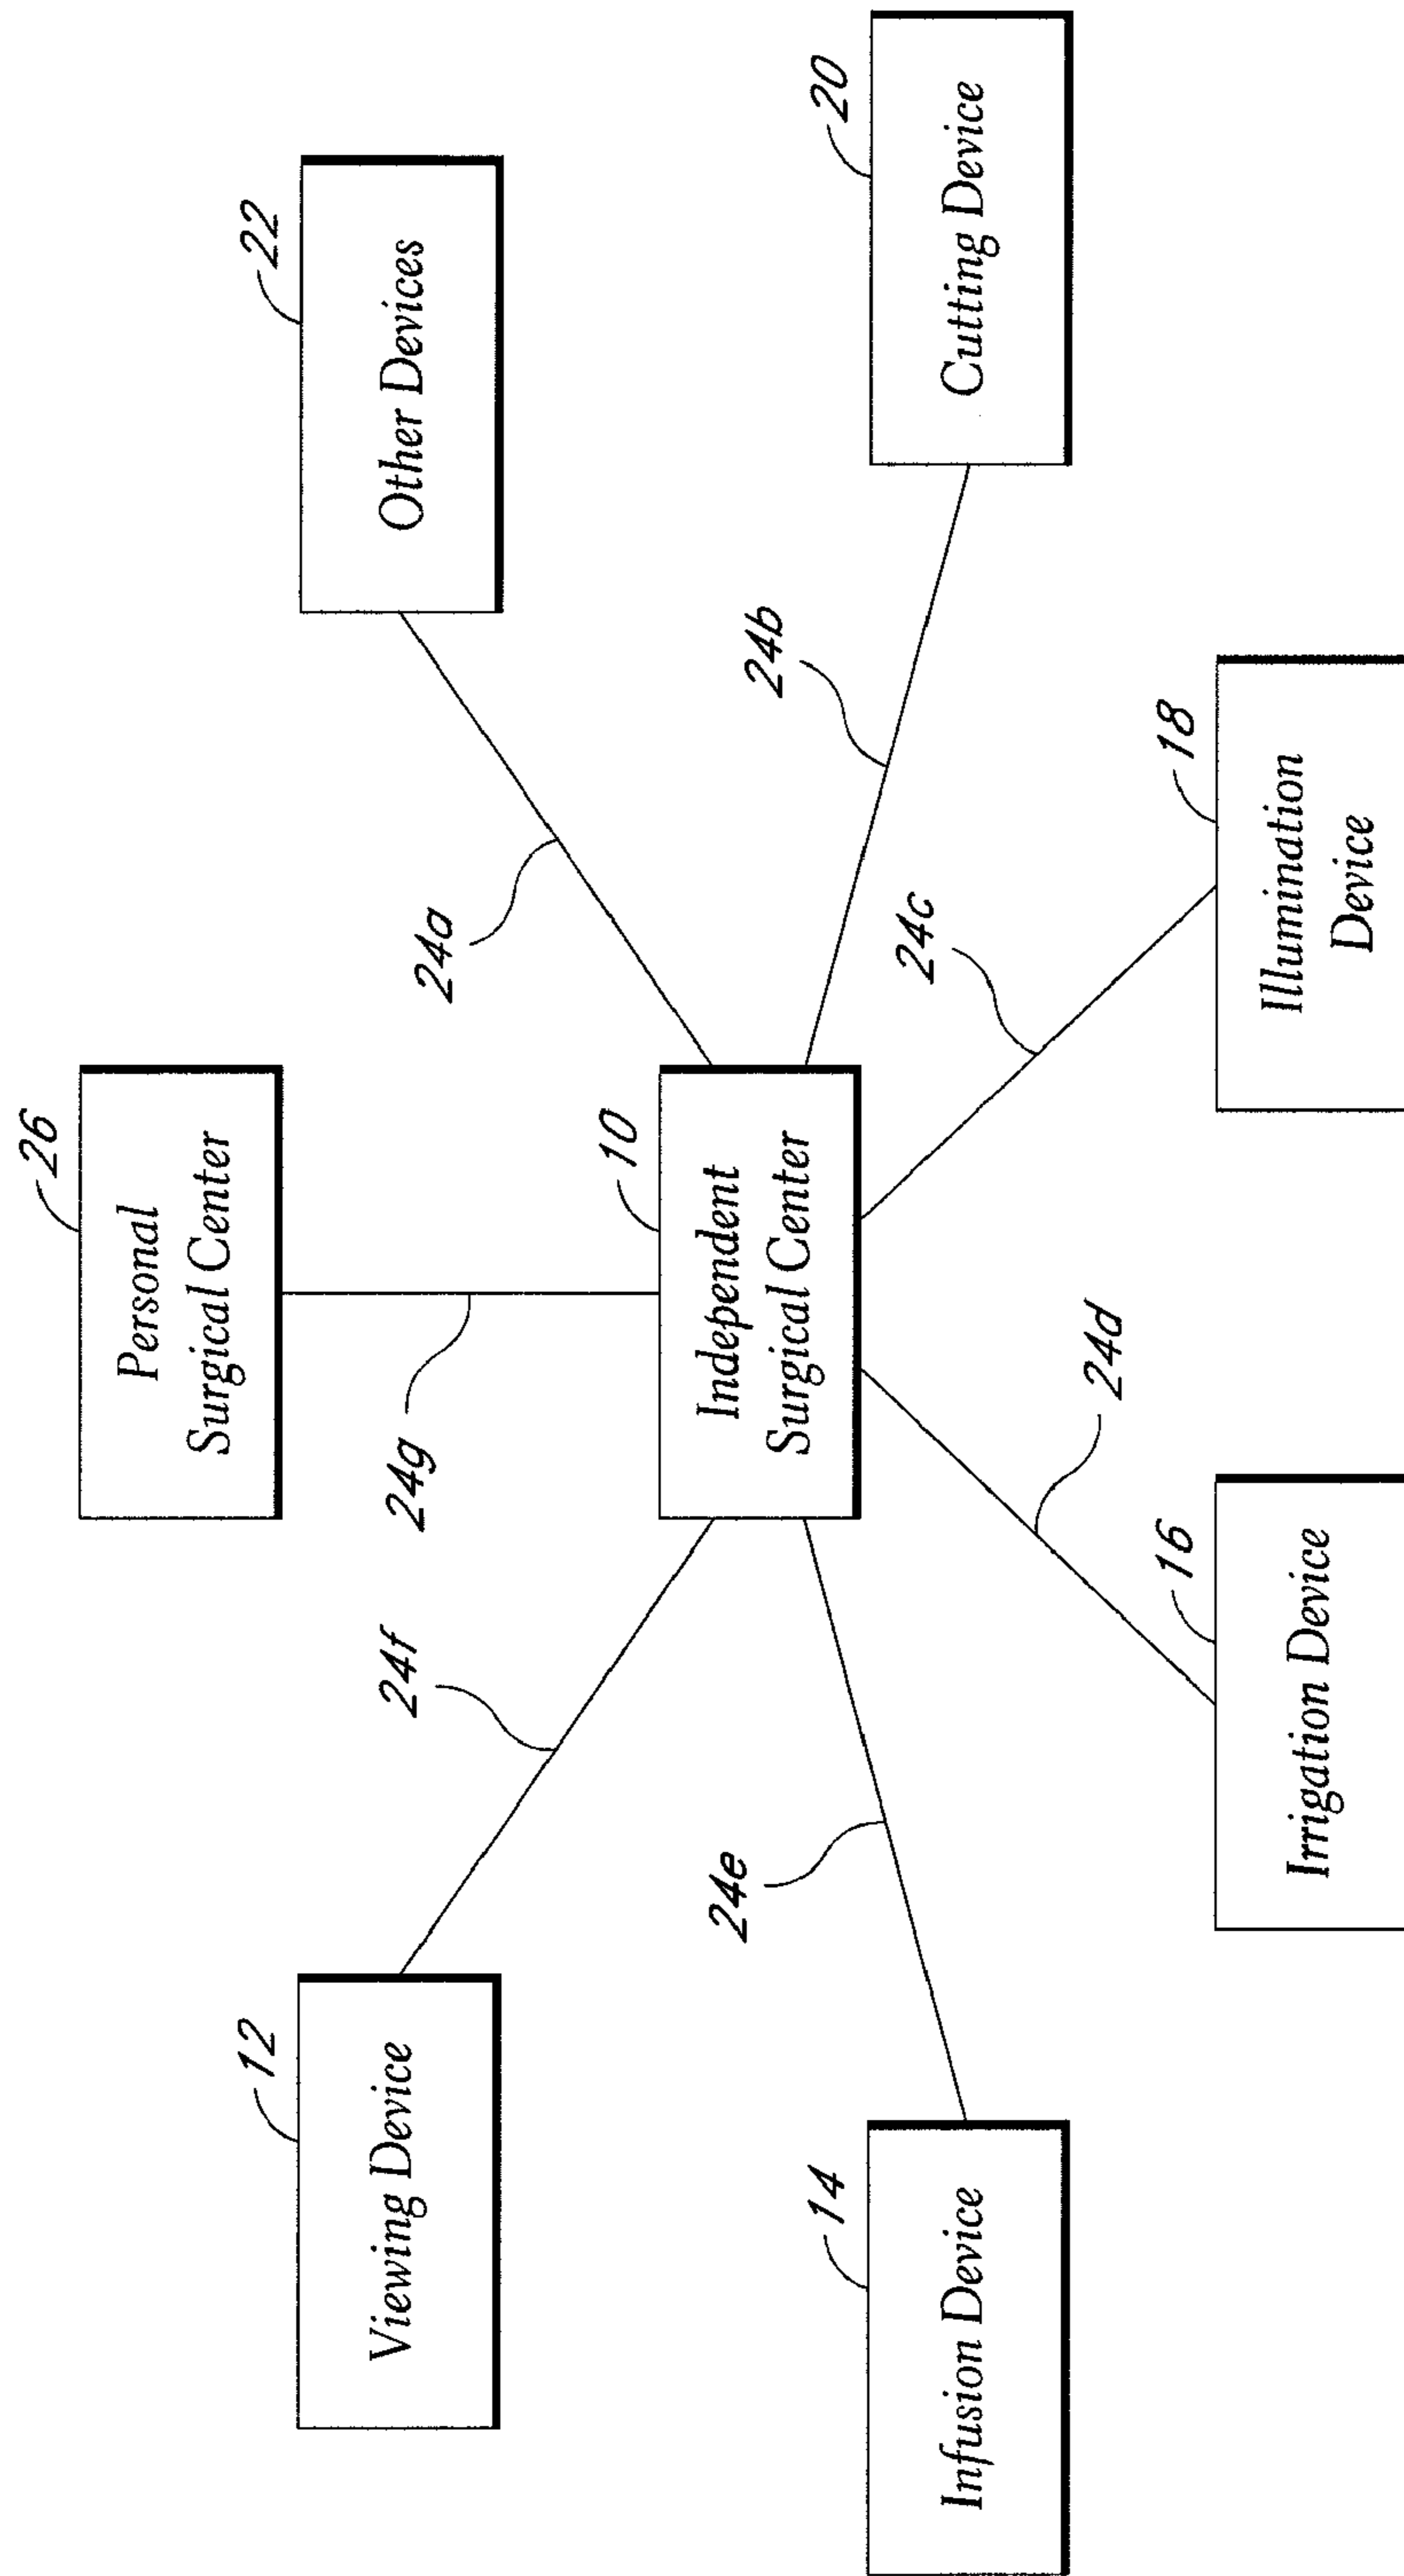 26
Personal
Surgical Center
12
Viewing Device
22
Other Devices
24f
24g
24a
10
Independent
Surgical Center
14
Infusion Device
24e
24b
20
Cutting Device
24d
24c
16
Irrigation Device
18
Illumination
Device